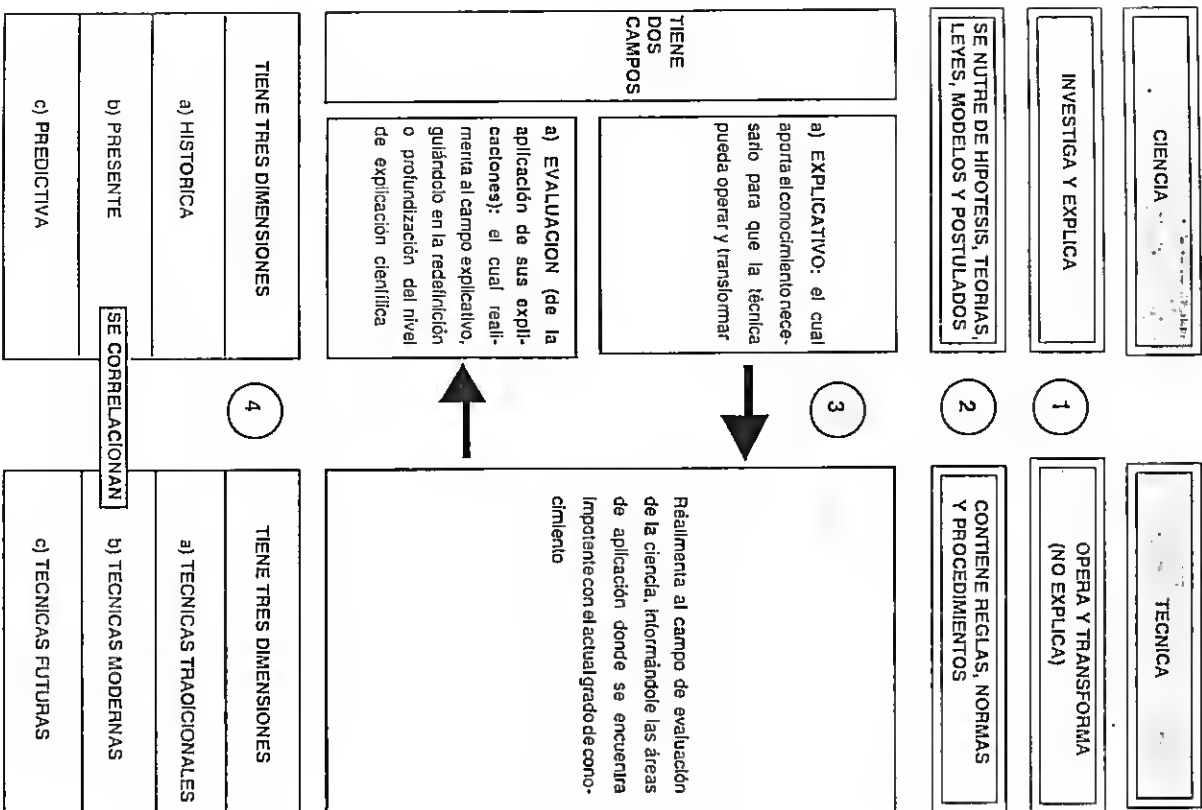 CIENCIA
TECNICA
INVESTIGA Y EXPLICA
1
OPERA Y TRANSFORMA
(NO EXPLICA)
SE NUTRE DE HIPOTESIS, TEORIAS,
LEYES, MODELOS Y POSTULADOS
2
CONTIENE REGLAS, NORMAS
Y PROCEDIMIENTOS
TIENE
DOS
CAMPOS
a) EXPLICATIVO: el cual
aporta el conocimiento nece-
sario para que la técnica
pueda operar y transformar
3
a) EVALUACION (de la
aplicación de sus expli-
caciones): el cual reali-
menta al campo explicativo,
guiándolo en la redefinición
o profundización del nivel
de explicación científica
Réalimenta al campo de evaluación
de la ciencia, informándole las áreas
de aplicación donde se encuentra
impotente con el actual grado de cono-
cimiento
TIENE TRES DIMENSIONES
4
TIENE TRES DIMENSIONES
a) HISTORICA
a) TECNICAS TRADICIONALES
b) PRESENTE
SE CORRELACIONAN
b) TECNICAS MODERNAS
c) PREDICTIVA
c) TECNICAS FUTURAS